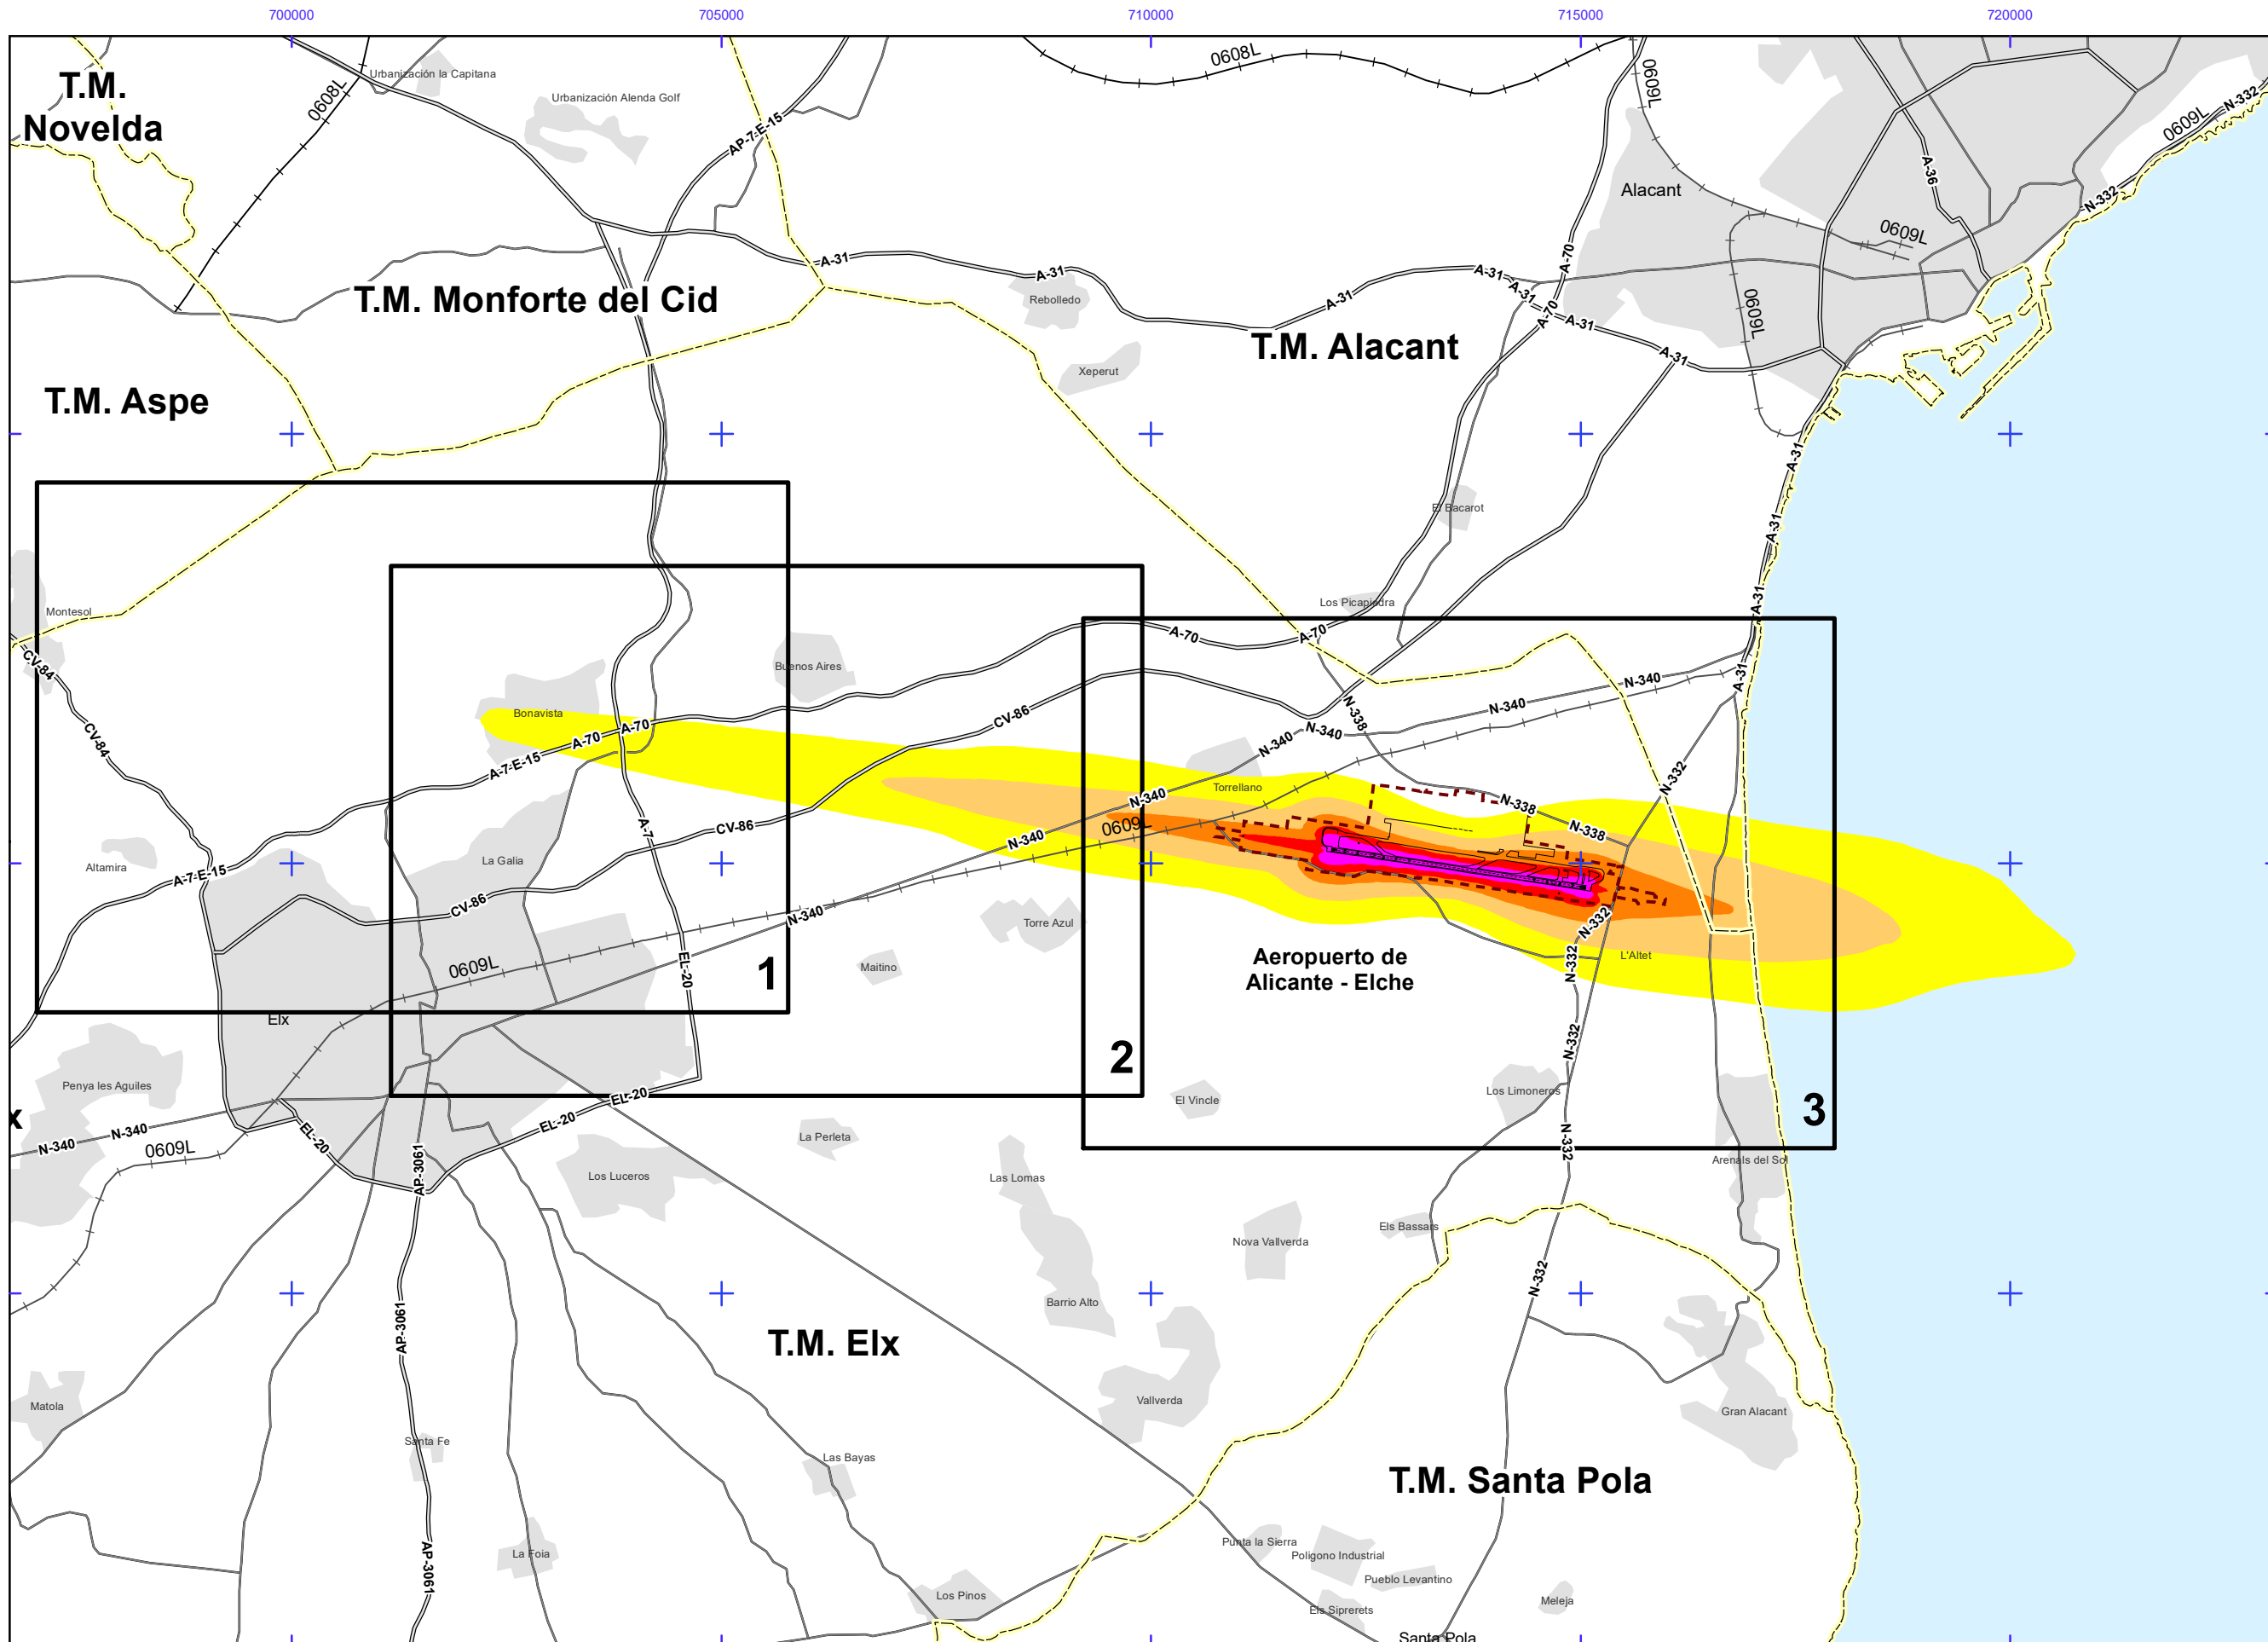 700000
705000
710000
715000
720000
T.M.
Novelda
Urbanización la Capitana
0608L
Urbanización Alenda Golf
AP-7-E-15
0608L
0609L
N-332
0609L
A-36
N-332
Alacant
0609L
A-70
A-31
A-31
A-31
A-31
A-31
A-70
A-31
A-31
0609L
Rebolledo
T.M. Monforte del Cid
T.M. Alacant
Xeperut
T.M. Aspe
A-31
El Bacarot
A-31
Montesol
Los Picapiedra
A-31
CV-84
A-70
A-70
Buenos Aires
A-31
N-340
N-340
N-338
Bonavista
CV-86
A-70
A-70
N-340
N-340
CV-84
A-7-E-15
N-332
Torrellano
N-340
N-338
N-338
0609L
A-7
CV-86
N-340
La Galia
Altamira
A-7-E-15
CV-86
N-340
Torre Azul
N-332
N-332
L'Altet
Aeropuerto de
Alicante - Elche
0609L
EL-20
Maitino
1
Elx
2
N-332
3
Penya les Aguiles
El Vincle
Los Limoneros
x
N-340
N-340
0609L
EL-20
EL-20
EL-20
La Perleta
N-332
AP-3061
Los Luceros
Las Lomas
Arenals del Sol
Els Bassars
Nova Vallverda
N-332
Barrio Alto
AP-3061
T.M. Elx
Matola
Vallverda
Gran Alacant
Santa Fe
Las Bayas
T.M. Santa Pola
La Foia
AP-3061
Punta la Sierra
Poligono Industrial
Pueblo Levantino
Los Pinos
Meleja
Els Siprerets
Santa Pola